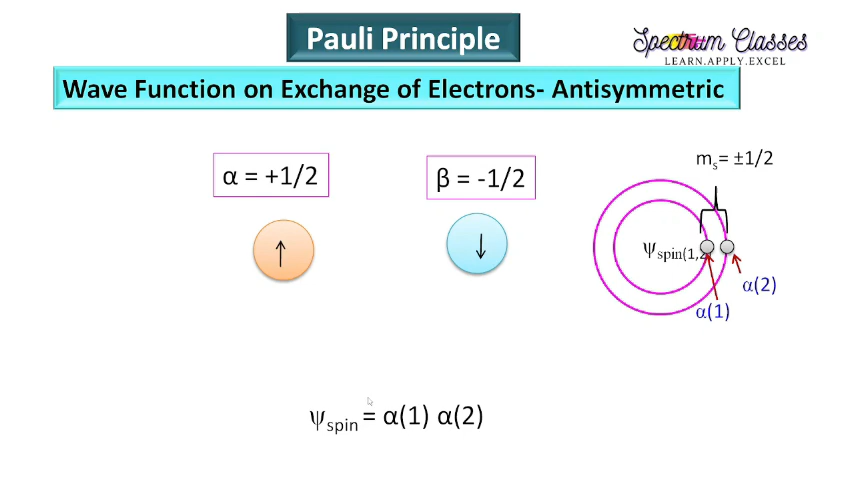 Pauli Principle
Spectrum Classes
LEARN.APPLY.EXCEL
Wave Function on Exchange of Electrons- Antisymmetric
mₛ= ±1/2
α = +1/2
β = -1/2
↑
↓
ψspin(1,2
α(2)
α(1)
ψspin = α(1) α(2)